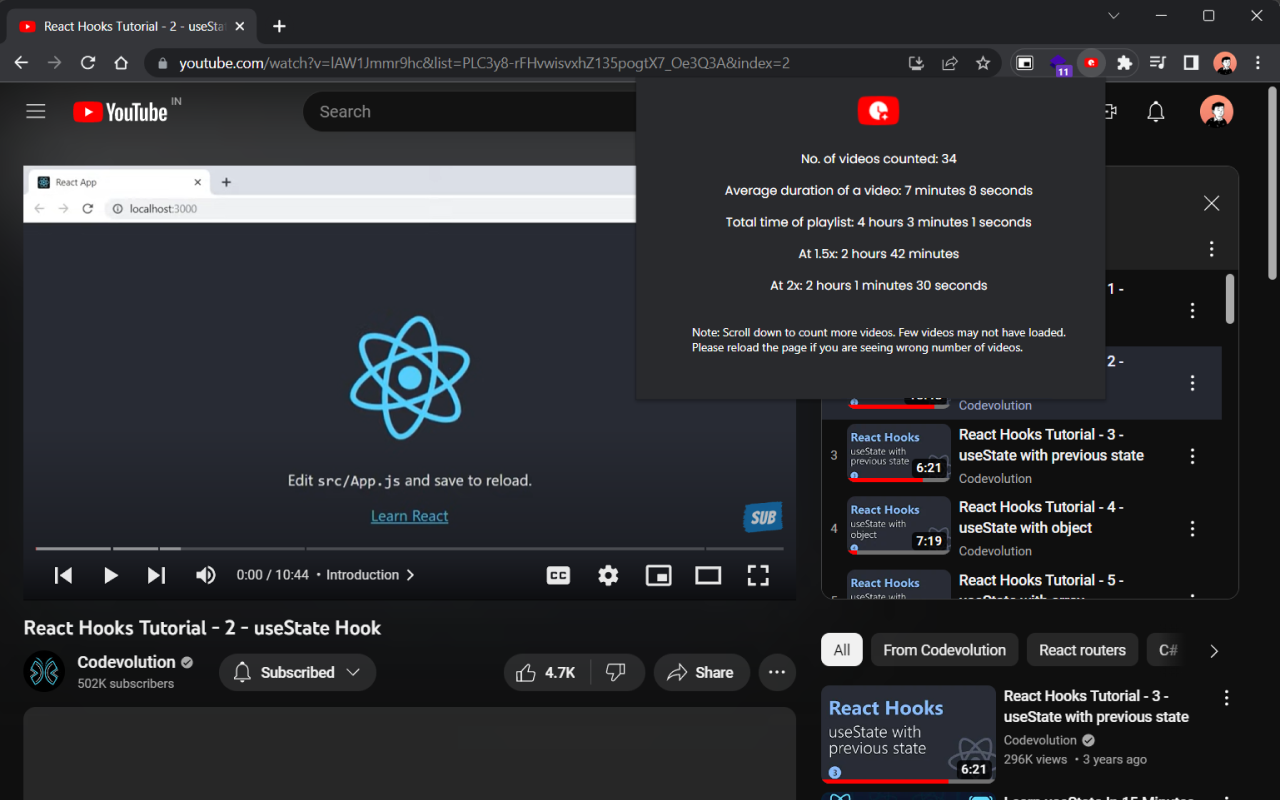 React Hooks Tutorial - 2 - useSta
youtube.com/watch?v=lAW1Jmmr9hc&list=PLC3y8-rFHvwisvxhZ135pogtX7_Oe3Q3A&index=2
11
YouTube IN
Search
No. of videos counted: 34
Average duration of a video: 7 minutes 8 seconds
Total time of playlist: 4 hours 3 minutes 1 seconds
At 1.5x: 2 hours 42 minutes
At 2x: 2 hours 1 minutes 30 seconds
Note: Scroll down to count more videos. Few videos may not have loaded.
Please reload the page if you are seeing wrong number of videos.
React App
localhost:3000
Edit src/App.js and save to reload.
Learn React
SUB
0:00 / 10:44 • Introduction
CC
1 -
2 -
Codevolution
3
React Hooks
useState with
previous state
6:21
React Hooks Tutorial - 3 -
useState with previous state
Codevolution
4
React Hooks
useState with
object
7:19
React Hooks Tutorial - 4 -
useState with object
Codevolution
React Hooks
React Hooks Tutorial - 5 -
React Hooks Tutorial - 2 - useState Hook
Codevolution
502K subscribers
Subscribed
4.7K
Share
All
From Codevolution
React routers
C#
React Hooks
useState with
previous state
3
6:21
React Hooks Tutorial - 3 -
useState with previous state
Codevolution
296K views • 3 years ago
Learn useState In 15 Minutes